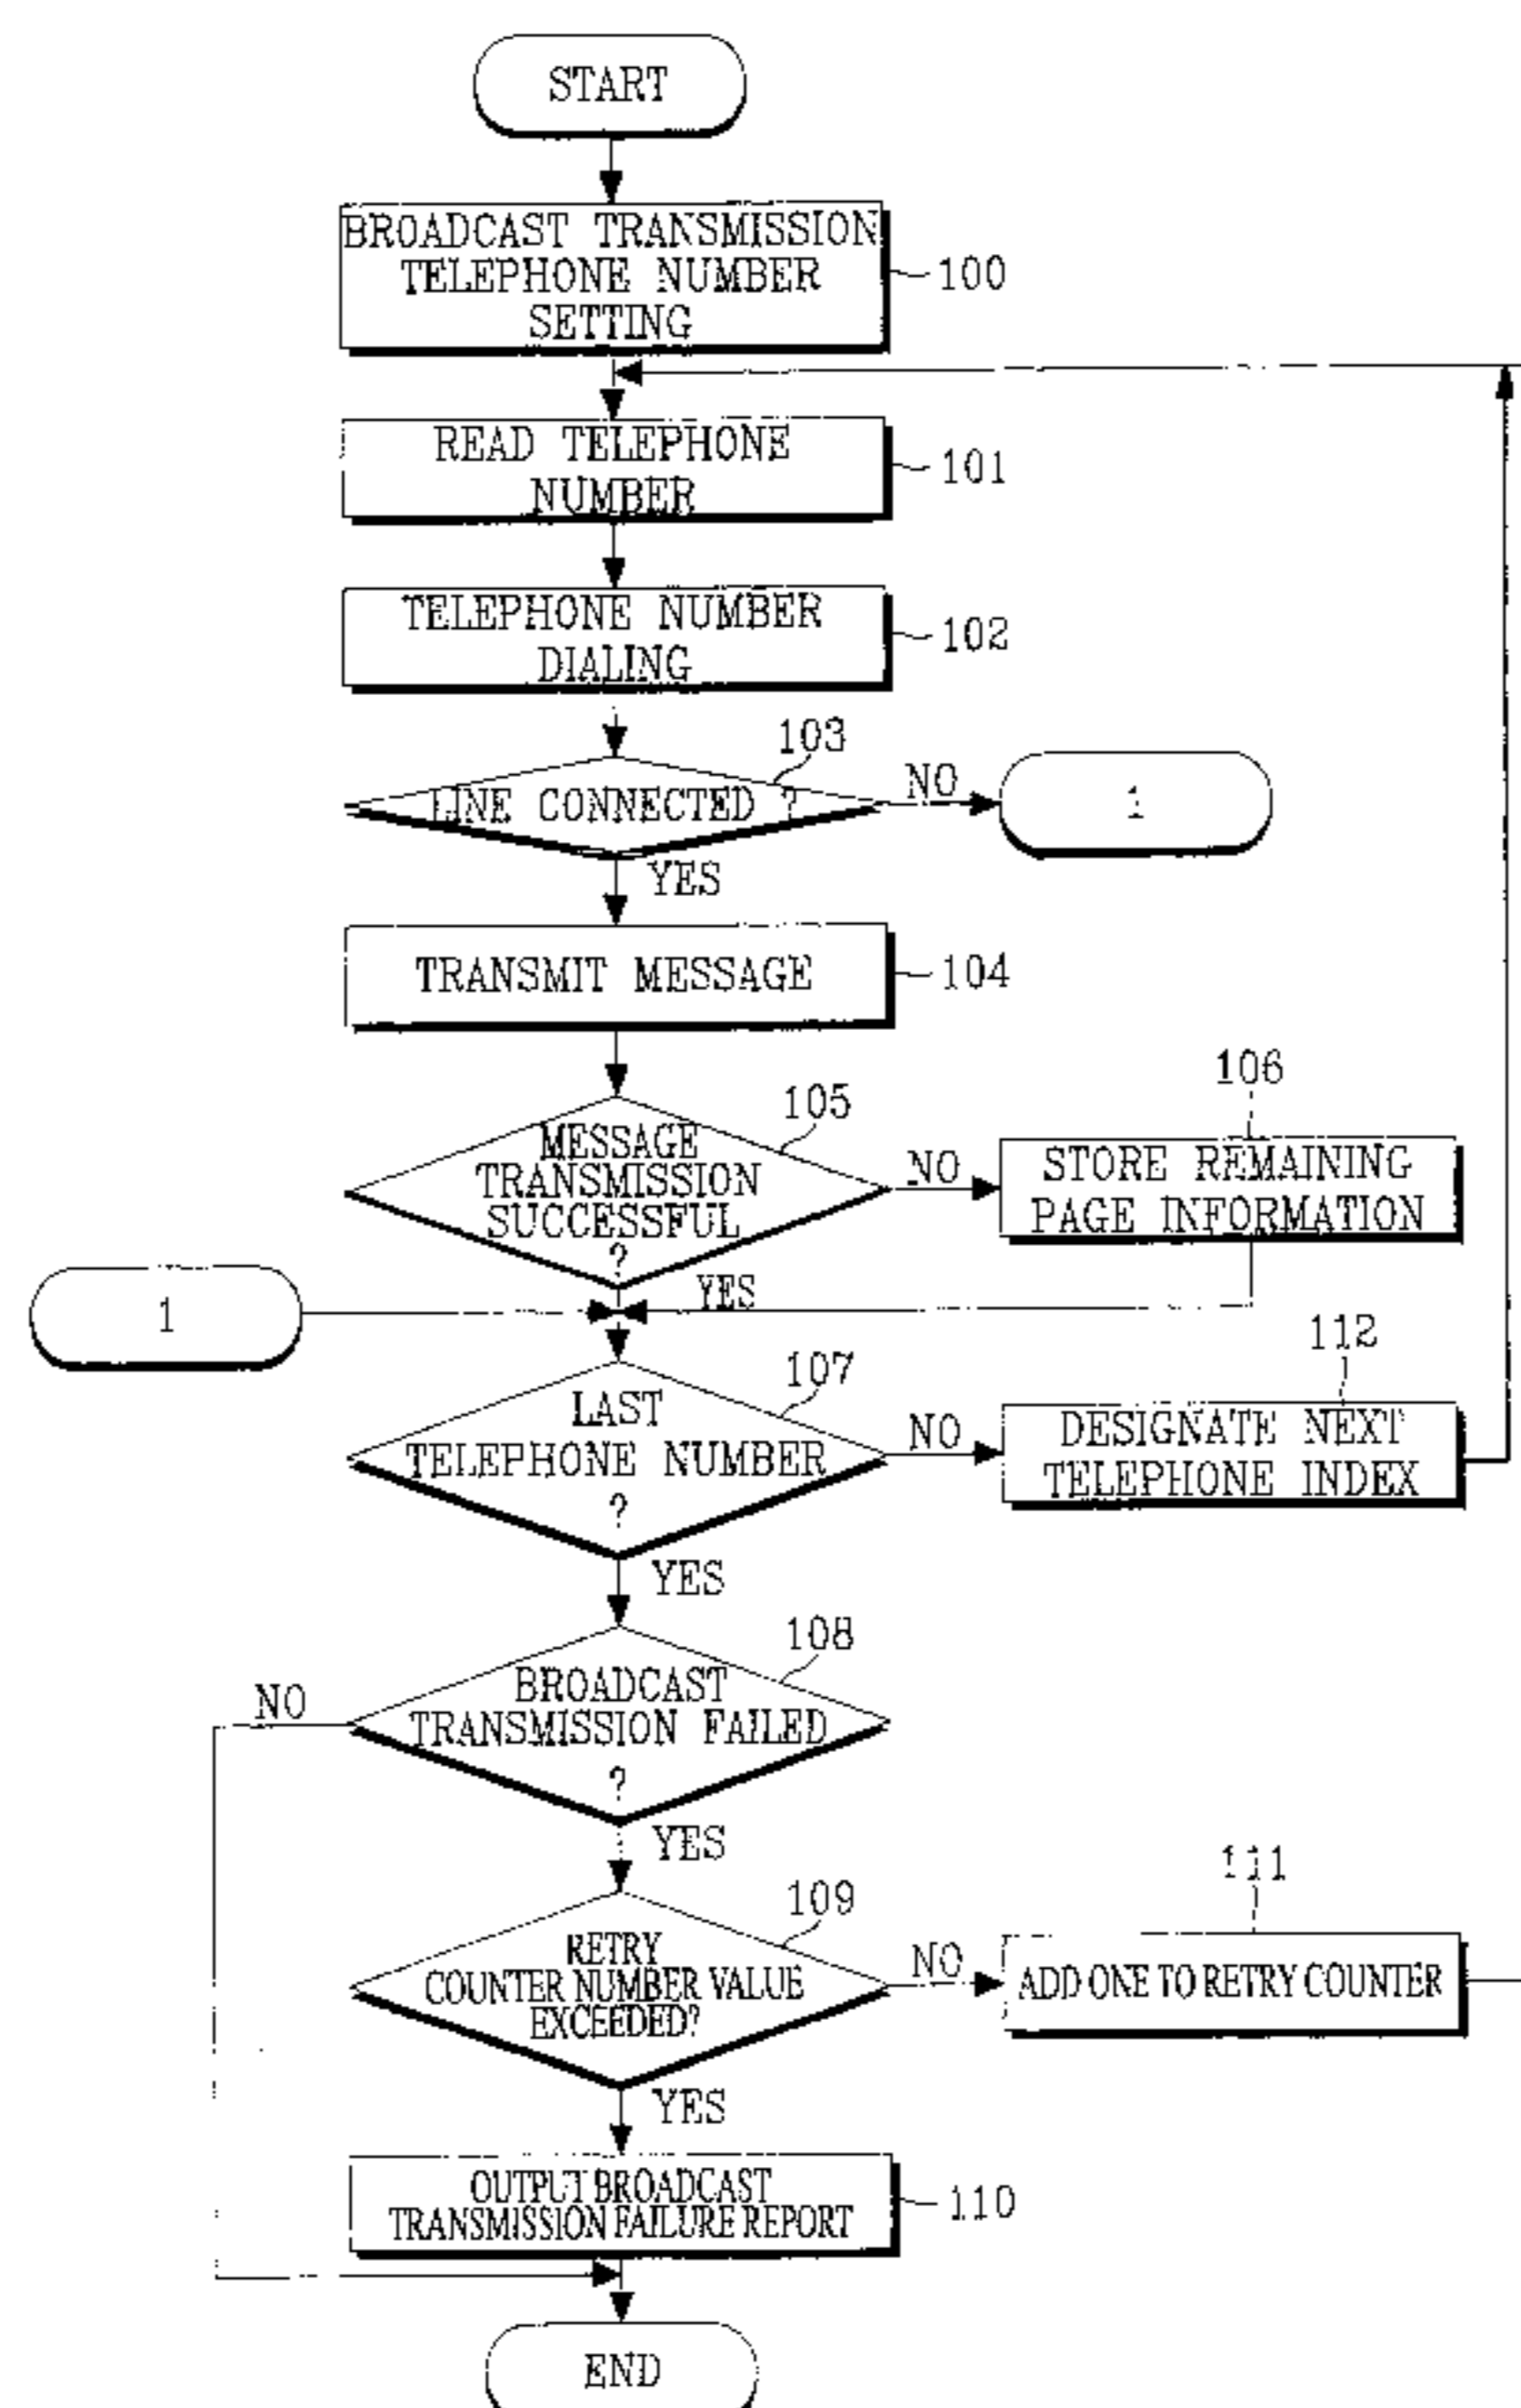 START
BROADCAST TRANSMISSION
TELEPHONE NUMBER
SETTING
100
READ TELEPHONE
NUMBER
101
TELEPHONE NUMBER
DIALING
102
103
LINE CONNECTED ?
NO
1
YES
TRANSMIT MESSAGE
104
105
MESSAGE
TRANSMISSION
SUCCESSFUL
?
NO
106
STORE REMAINING
PAGE INFORMATION
YES
1
107
LAST
TELEPHONE NUMBER
?
NO
112
DESIGNATE NEXT
TELEPHONE INDEX
YES
108
BROADCAST
TRANSMISSION FAILED
?
NO
YES
109
RETRY
COUNTER NUMBER VALUE
EXCEEDED?
NO
111
ADD ONE TO RETRY COUNTER
YES
OUTPUT BROADCAST
TRANSMISSION FAILURE REPORT
110
END